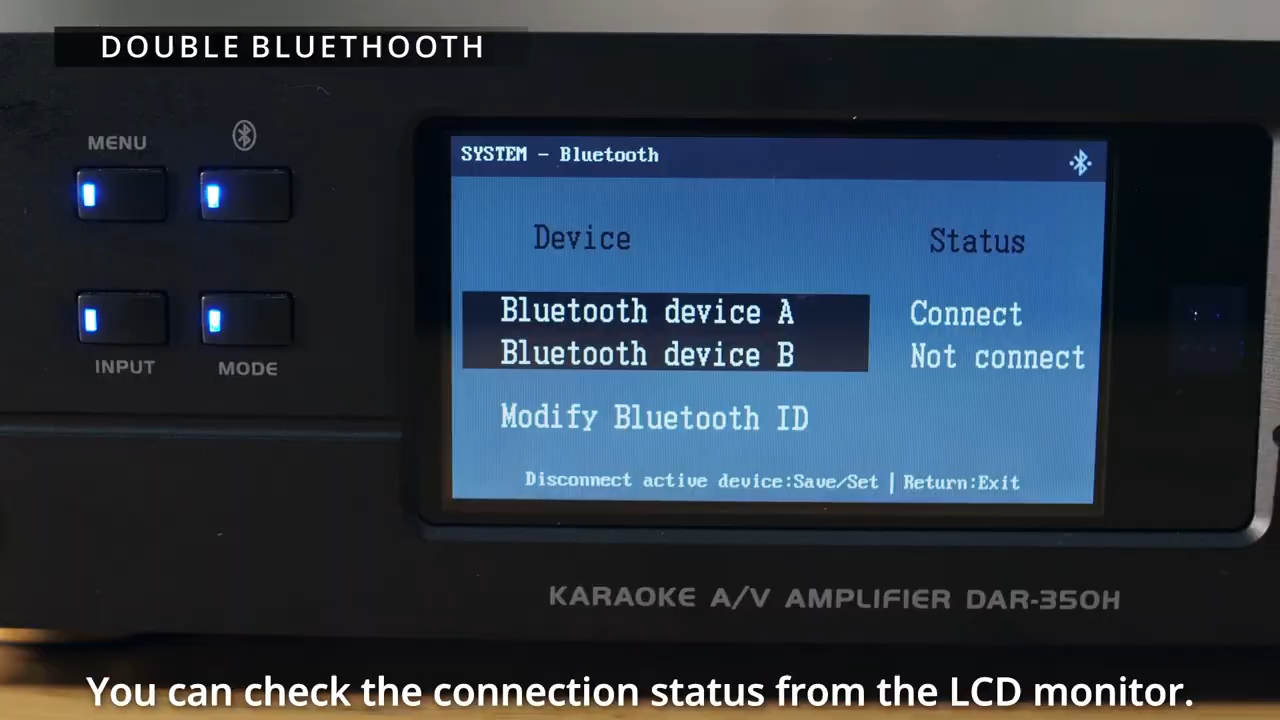 DOUBLE BLUETHOOTH
MENU
SYSTEM - Bluetooth
Device Status
Bluetooth device A Connect
Bluetooth device B Not connect
Modify Bluetooth ID
Disconnect active device:Save/Set | Return:Exit
INPUT MODE
KARAOKE A/V AMPLIFIER DAR-350H
You can check the connection status from the LCD monitor.